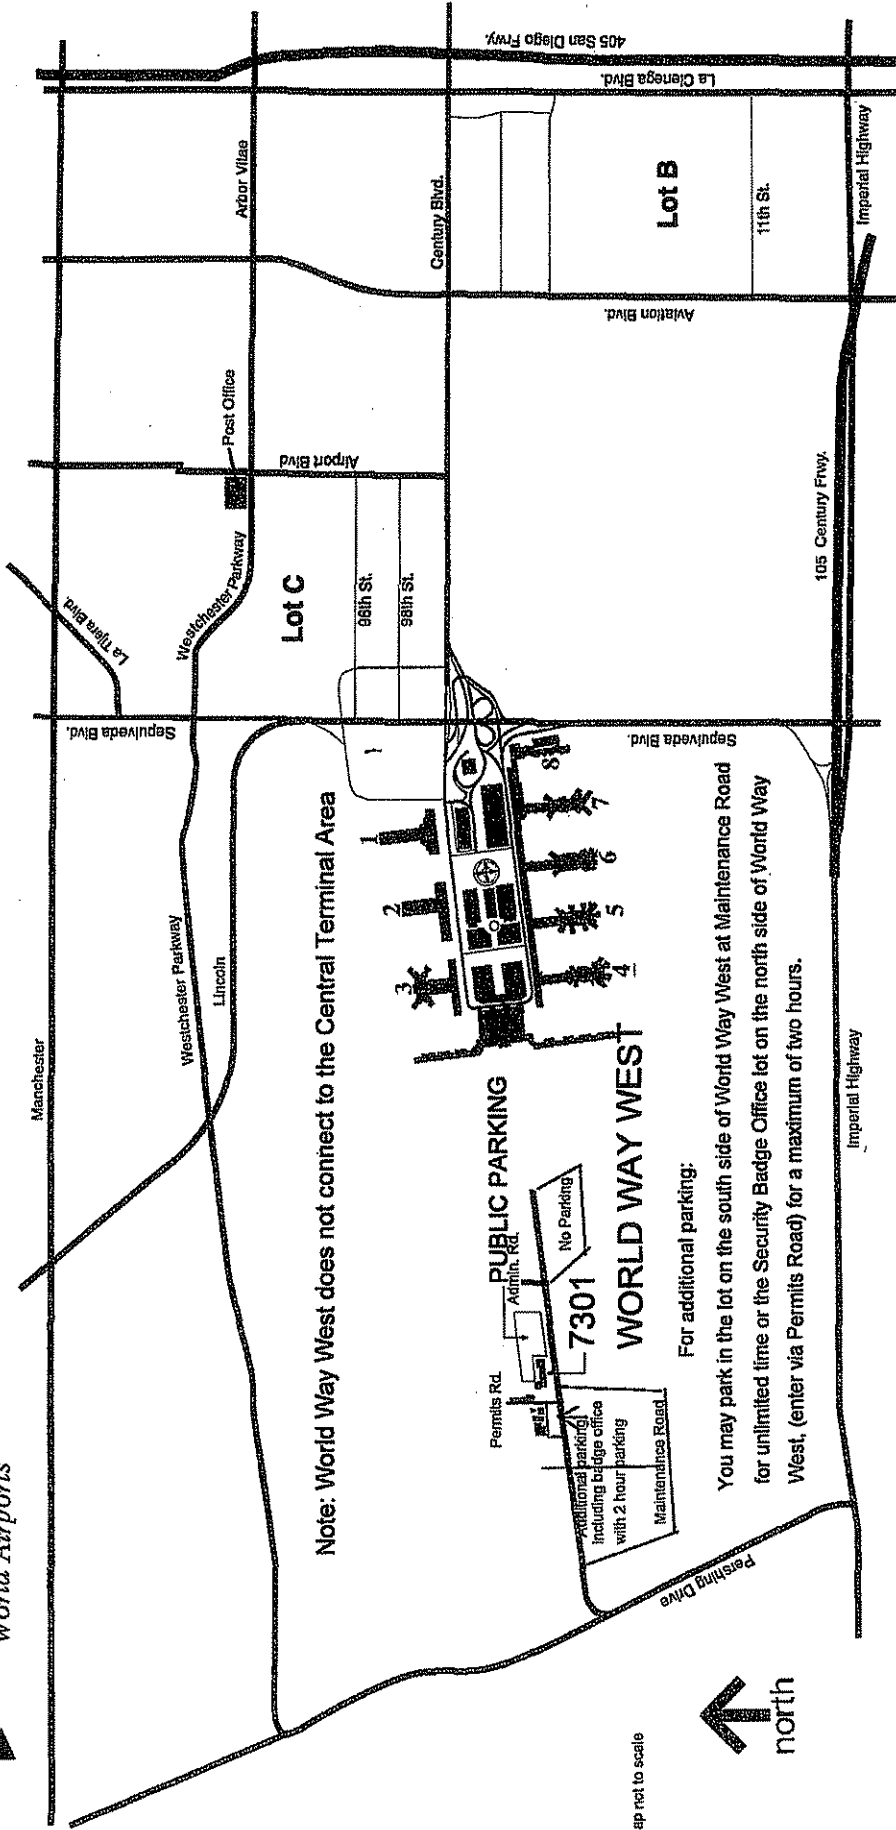 World Airports
Manchester
La Tijera Blvd.
Sepulveda Blvd.
Westchester Parkway
Westchester Parkway
Lincoln
Post Office
Arbor Vitae
Airport Blvd
Lot C
96th St.
98th St.
Century Blvd.
405 San Diego Frwy.
La Cienega Blvd.
Lot B
11th St.
Aviation Blvd.
Imperial Highway
105 Century Frwy.
Sepulveda Blvd.
Note: World Way West does not connect to the Central Terminal Area
1
1
2
3
4
5
6
7
8
PUBLIC PARKING
Admin. Rd.
Permits Rd.
No Parking
7301
WORLD WAY WEST
Additional parking
including badge office
with 2 hour parking
Maintenance Road
For additional parking:
You may park in the lot on the south side of World Way West at Maintenance Road
for unlimited time or the Security Badge Office lot on the north side of World Way
West, (enter via Permits Road) for a maximum of two hours.
Imperial Highway
Pershing Drive
ap not to scale
north